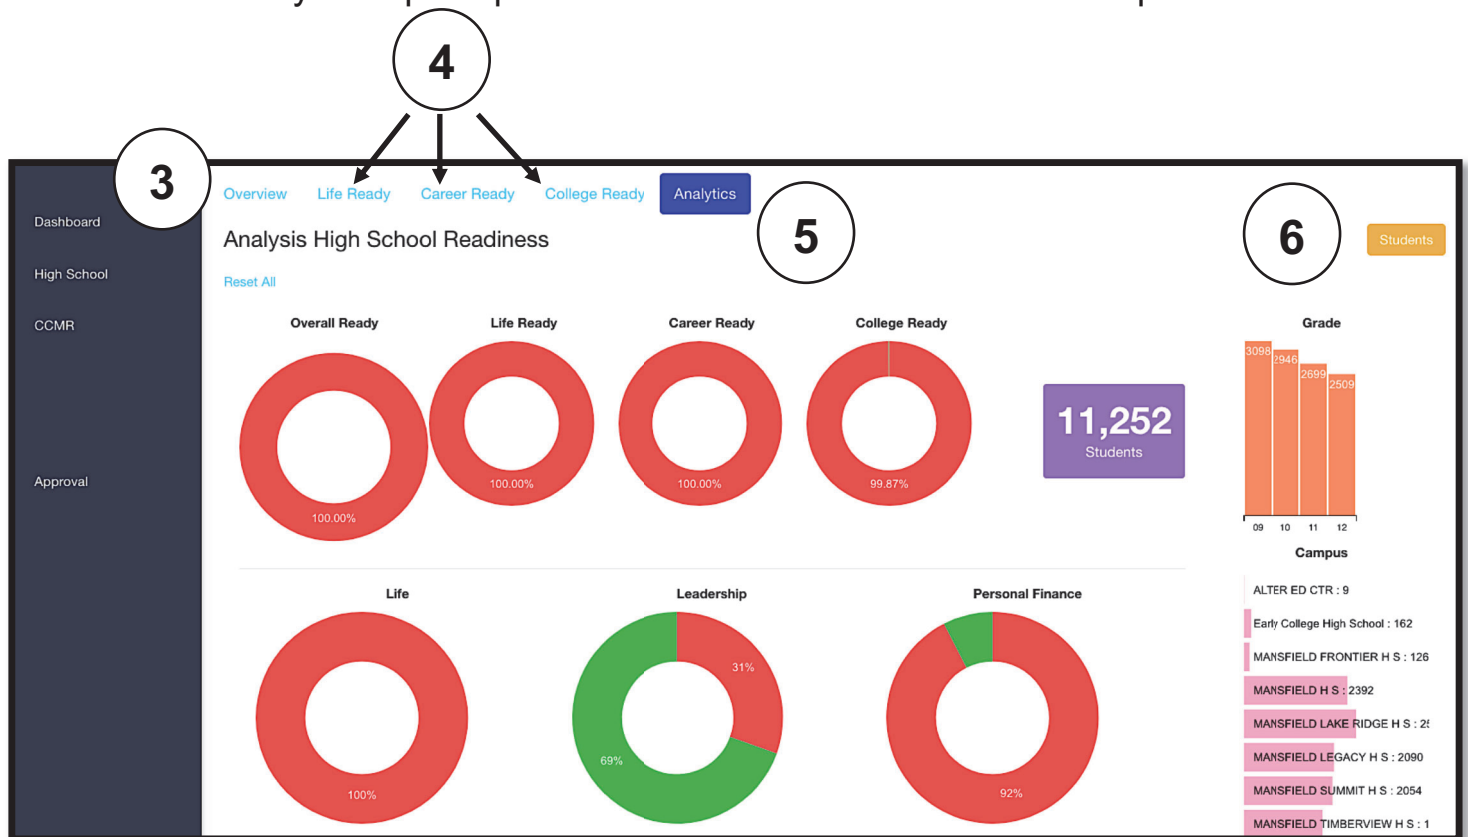 4
3
Overview Life Ready Career Ready College Ready Analytics
Dashboard
5
6
Students
Analysis High School Readiness
High School
Reset All
CCMR
Overall Ready Life Ready Career Ready College Ready Grade
3098 2946 2699 2509
11,252
Students
100.00% 100.00% 99.87%
Approval
100.00%
09 10 11 12
Campus
Life Leadership Personal Finance
ALTER ED CTR : 9
Early College High School : 162
MANSFIELD FRONTIER H S : 126
31%
MANSFIELD H S : 2392
MANSFIELD LAKE RIDGE H S :
MANSFIELD LEGACY H S : 2090
69%
MANSFIELD SUMMIT H S : 2054
100% 92%
MANSFIELD TIMBERVIEW H S :